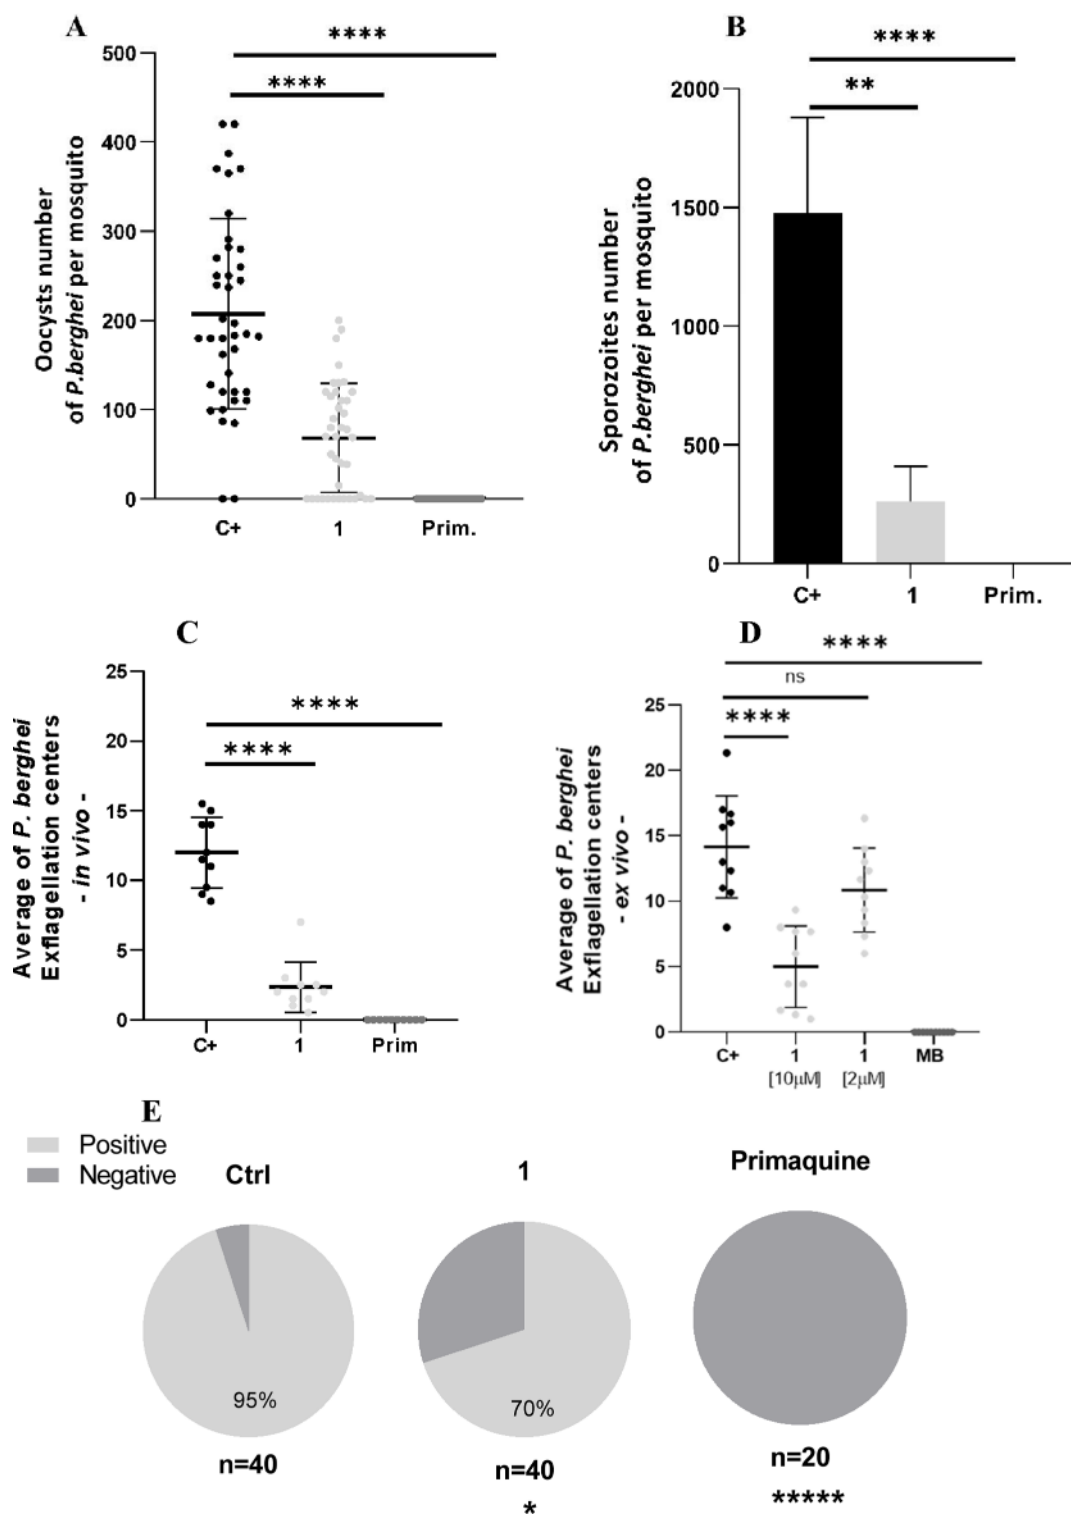 A
****
****
500
400
300
200
100
0
Oocysts number
of P.berghei per mosquito
C+ 1 Prim.
B
****
**
2000
1500
1000
500
0
Sporozoites number
of P.berghei per mosquito
C+ 1 Prim.
C
****
****
25
20
15
10
5
0
Average of P. berghei
Exflagellation centers
- in vivo -
C+ 1 Prim
D
****
ns
****
25
20
15
10
5
0
Average of P. berghei
Exflagellation centers
- ex vivo -
C+ 1 1 MB
[10μM] [2μM]
E
Positive
Negative
Ctrl
95%
n=40
1
70%
n=40
*
Primaquine
n=20
*****